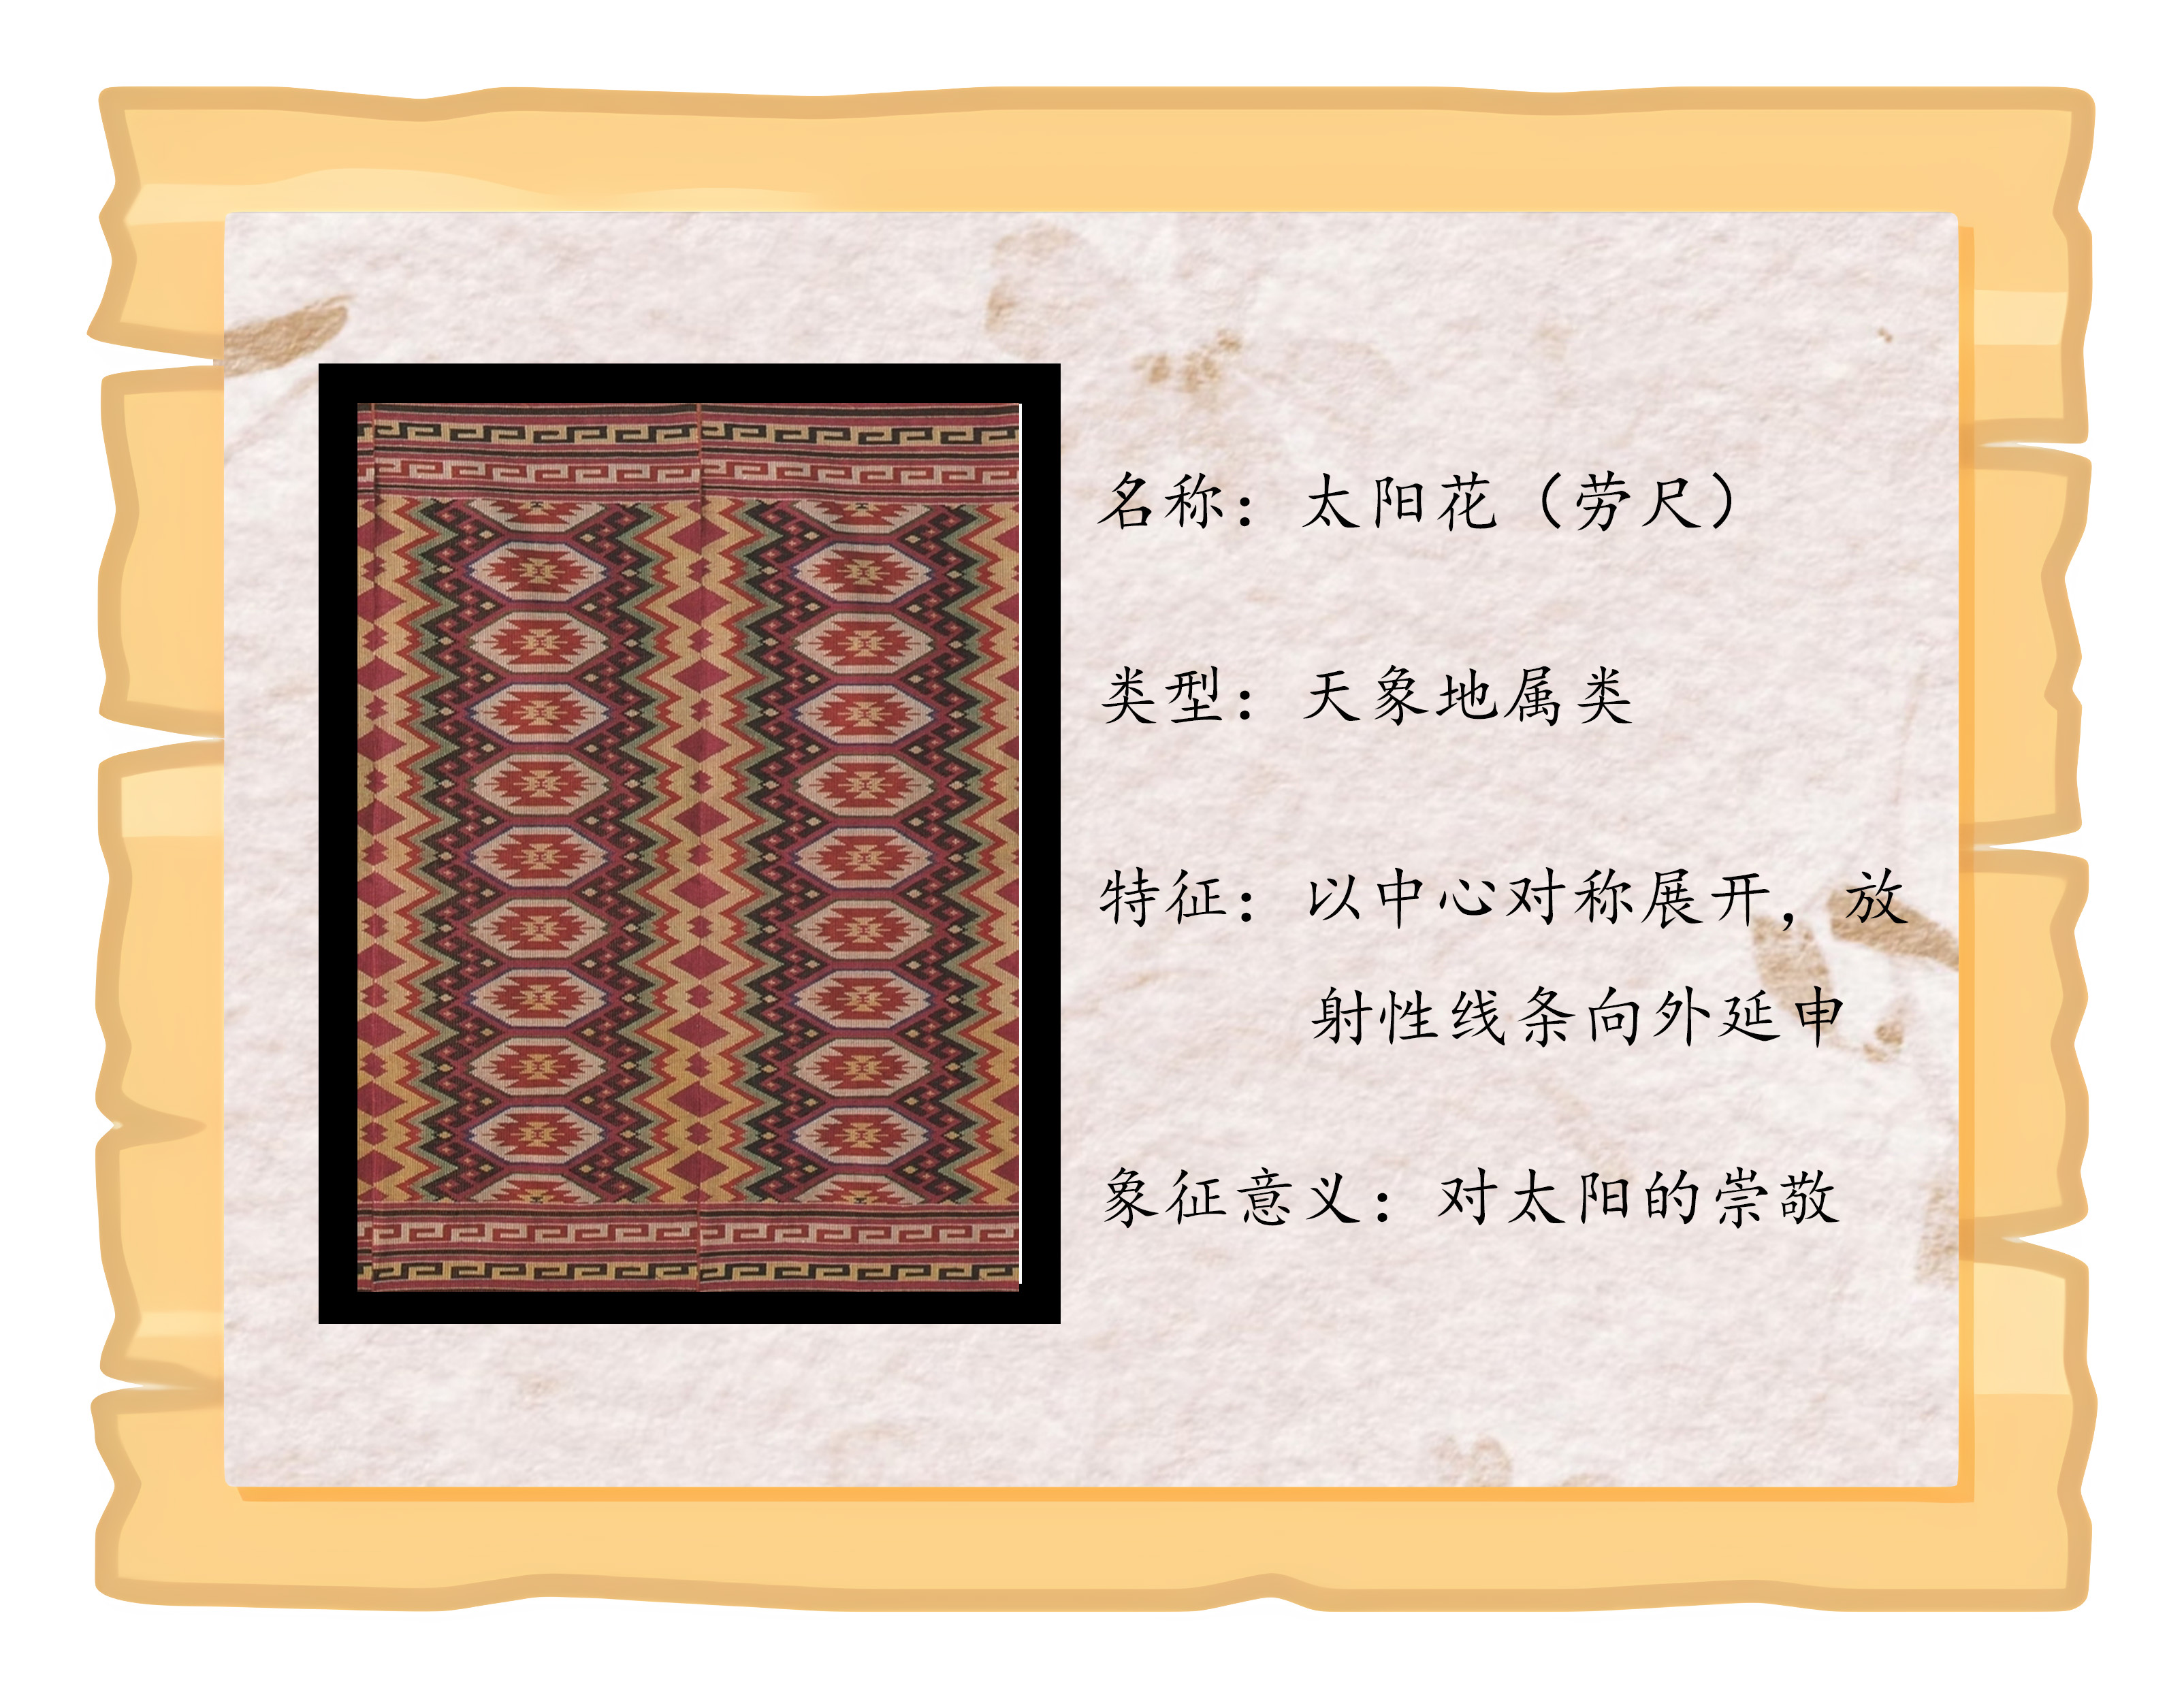 名称：太阳花（劳尺）
类型：天象地属类
特征：以中心对称展开，放
射性线条向外延申
象征意义：对太阳的崇敬